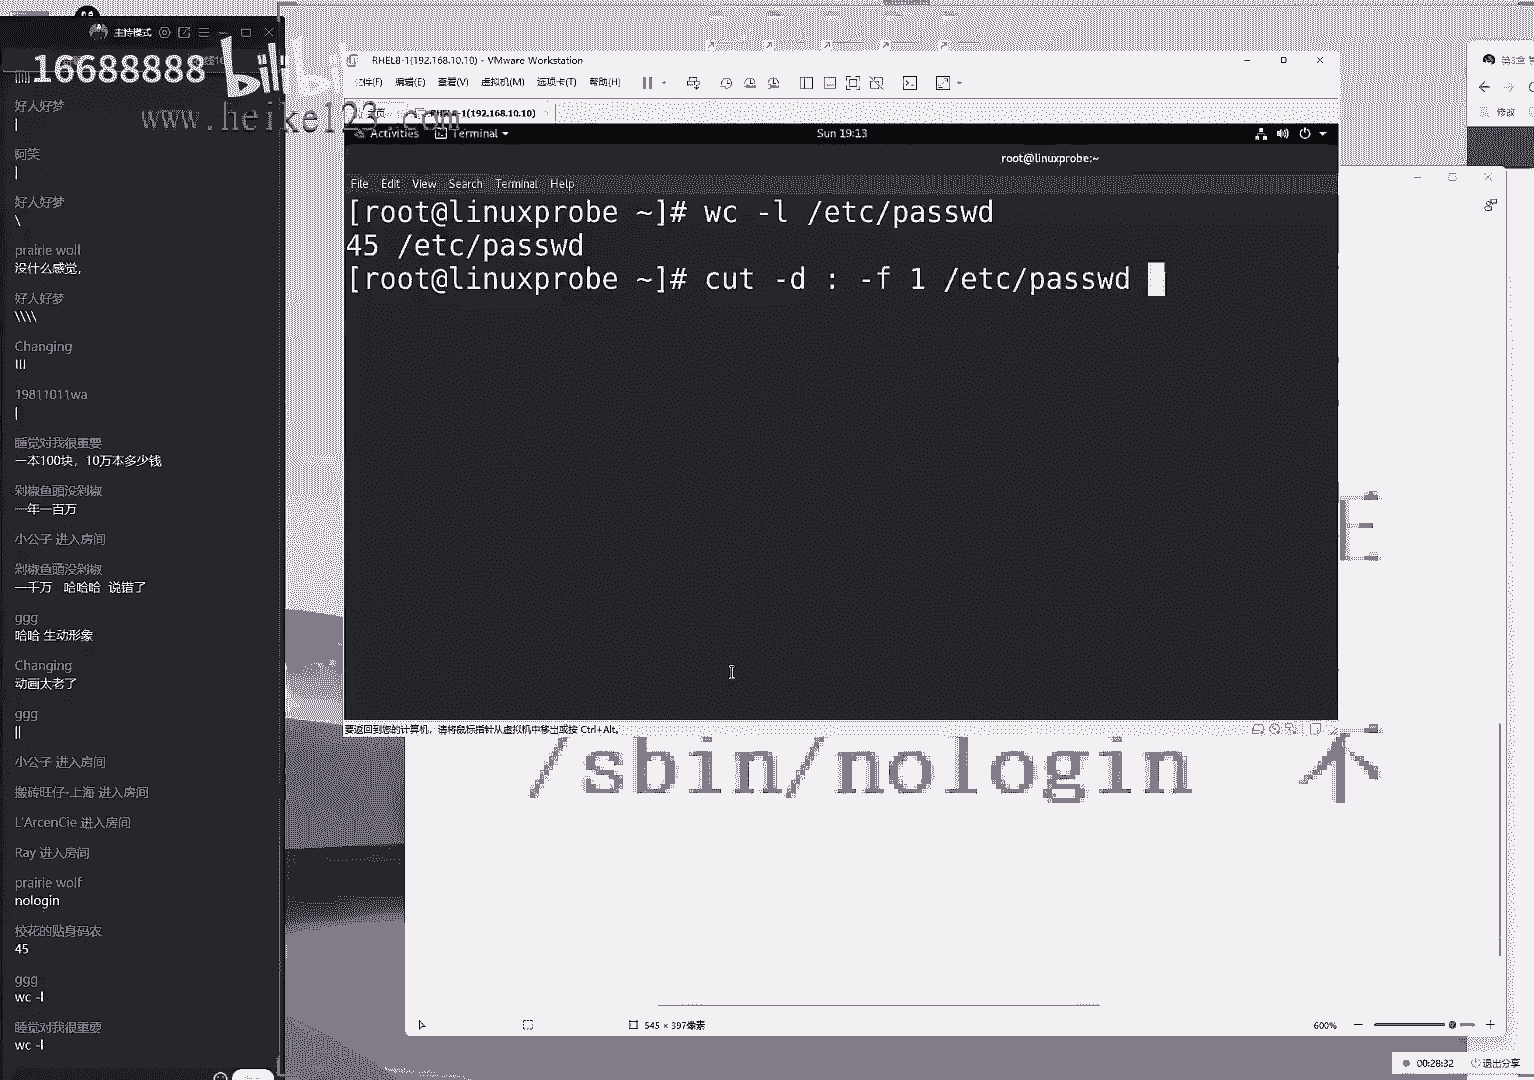 主持模式
16688888 bilibi
www.heike123.com
好人好梦
|
阿笑
|
好人好梦
\
prairie wolf
没什么感觉,
好人好梦
\\\\
Changing
lll
19811011wa
|
睡觉对我很重要
一本100块，10万本多少钱
剁椒鱼頭没剁椒
一年一百万
小公子 进入房间
剁椒鱼頭没剁椒
一千万 哈哈哈 说错了
ggg
哈哈 生动形象
Changing
动画太老了
ggg
||
小公子 进入房间
搬砖旺仔-上海 进入房间
L'ArcenCie 进入房间
Ray 进入房间
prairie wolf
nologin
校花的贴身码农
45
ggg
wc -l
睡觉对我很重要
wc -l
RHEL8-1(192.168.10.10) - VMware Workstation
文件(F) 编辑(E) 查看(V) 虚拟机(M) 选项卡(T) 帮助(H)
RHEL8-1(192.168.10.10)
Activities Terminal Sun 19:13
root@linuxprobe:~
File Edit View Search Terminal Help
[root@linuxprobe ~]# wc -l /etc/passwd
45 /etc/passwd
[root@linuxprobe ~]# cut -d : -f 1 /etc/passwd
要返回到您的计算机，请将鼠标指针从虚拟机中移出或按 Ctrl+Alt。
第3章
修改
E
/sbin/nologin 不
545 × 397像素
600%
00:28:32 退出分享